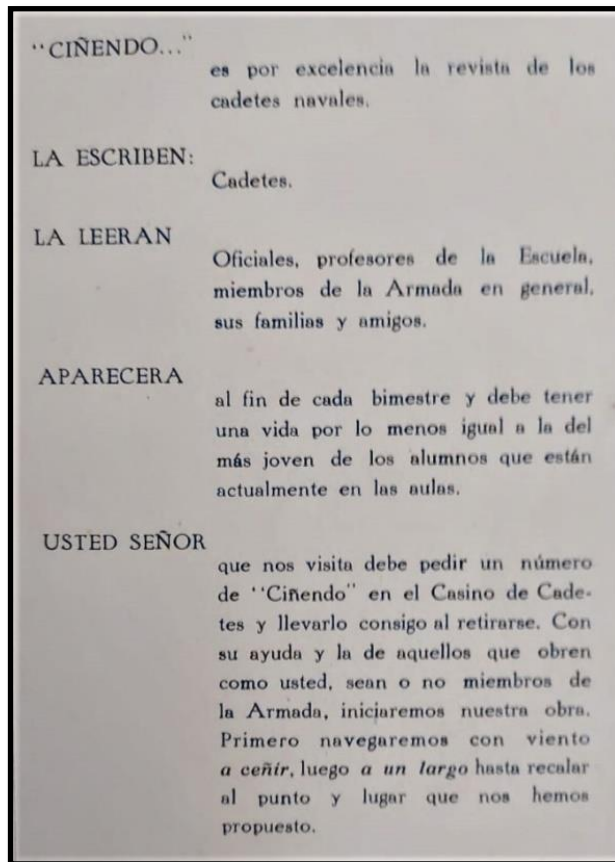 "CIÑENDO..."
es por excelencia la revista de los
cadetes navales.
LA ESCRIBEN:
Cadetes.
LA LEERAN
Oficiales, profesores de la Escuela,
miembros de la Armada en general,
sus familias y amigos.
APARECERA
al fin de cada bimestre y debe tener
una vida por lo menos igual a la del
más joven de los alumnos que están
actualmente en las aulas.
USTED SEÑOR
que nos visita debe pedir un número
de "Ciñendo" en el Casino de Cade-
tes y llevarlo consigo al retirarse. Con
su ayuda y la de aquellos que obren
como usted, sean o no miembros de
la Armada, iniciaremos nuestra obra.
Primero navegaremos con viento
a ceñir, luego a un largo hasta recalar
al punto y lugar que nos hemos
propuesto.